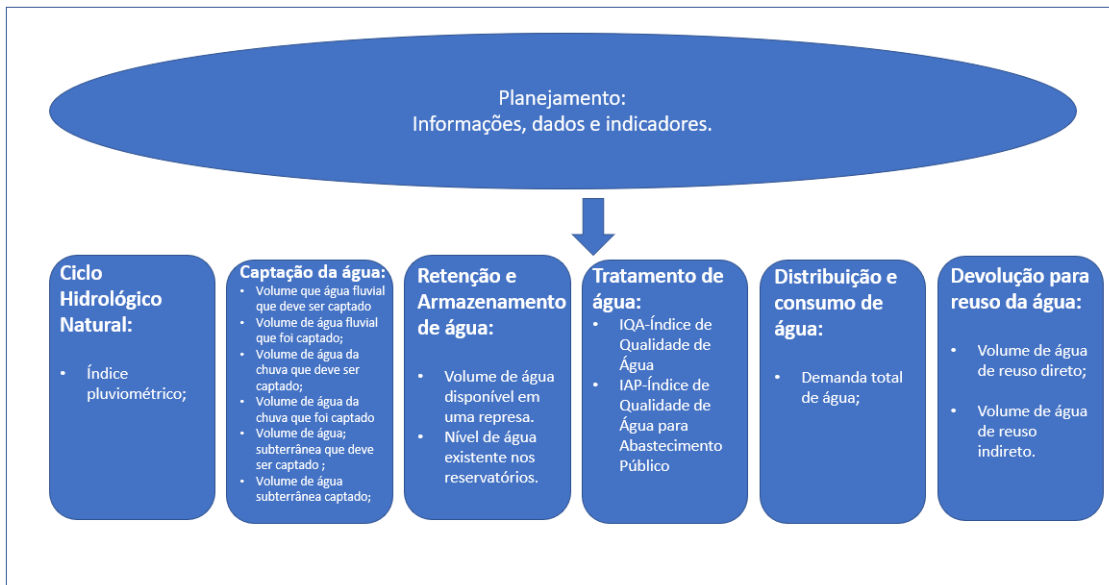 Planejamento:
Informações, dados e indicadores.
Ciclo
Hidrológico
Natural:
• Índice
pluviométrico;
Captação da água:
• Volume que água fluvial
que deve ser captado
• Volume de água fluvial
que foi captado;
• Volume de água da
chuva que deve ser
captado;
• Volume de água da
chuva que foi captado
• Volume de água;
subterrânea que deve
ser captado ;
• Volume de água
subterrânea captado;
Retenção e
Armazenamento
de água:
• Volume de água
disponível em
uma represa.
• Nível de água
existente nos
reservatórios.
Tratamento de
água:
• IQA-Índice de
Qualidade de
Água
• IAP-Índice de
Qualidade de
Água para
Abastecimento
Público
Distribuição e
consumo de
água:
• Demanda total
de água;
Devolução para
reuso da água:
• Volume de água
de reuso direto;
• Volume de água
de reuso
indireto.